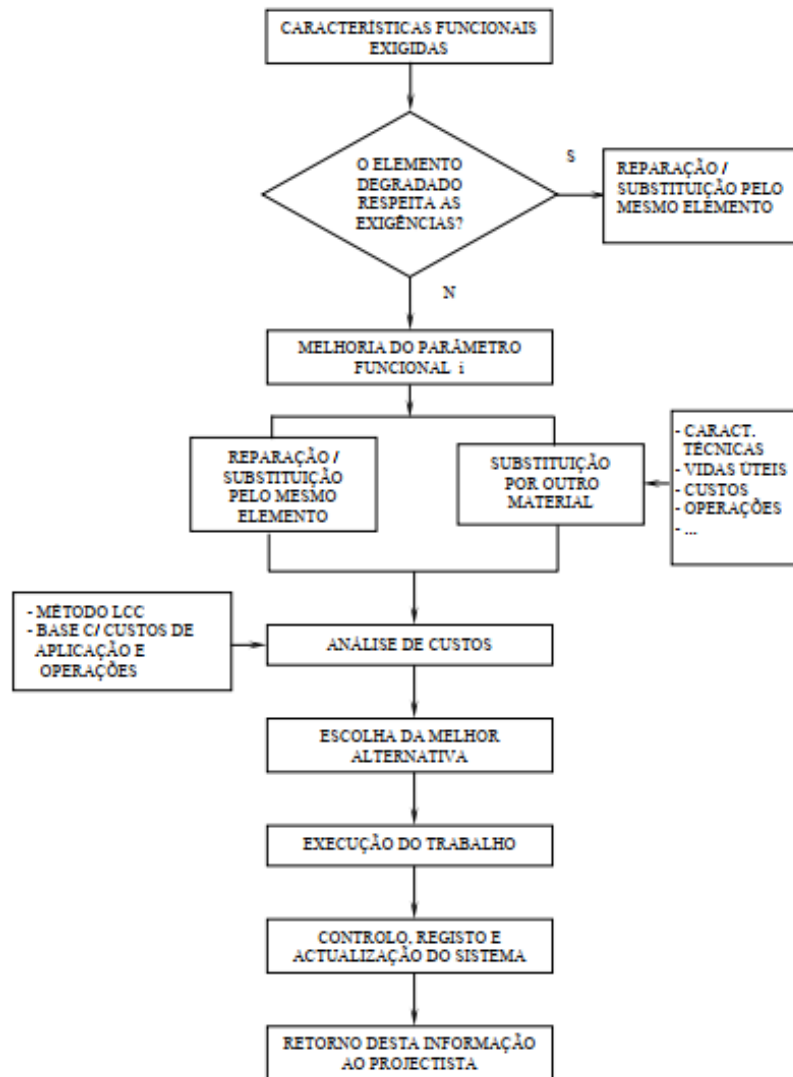 CARACTERÍSTICAS FUNCIONAIS
EXIGIDAS
O ELEMENTO
DEGRADADO
RESPEITA AS
EXIGÊNCIAS?
S
REPARAÇÃO /
SUBSTITUIÇÃO PELO
MESMO ELEMENTO
N
MELHORIA DO PARÂMETRO
FUNCIONAL i
REPARAÇÃO /
SUBSTITUIÇÃO
PELO MESMO
ELEMENTO
SUBSTITUIÇÃO
POR OUTRO
MATERIAL
- CARACT.
TÉCNICAS
- VIDAS ÚTEIS
- CUSTOS
- OPERAÇÕES
- ...
- MÉTODO LCC
- BASE C/ CUSTOS DE
APLICAÇÃO E
OPERAÇÕES
ANÁLISE DE CUSTOS
ESCOLHA DA MELHOR
ALTERNATIVA
EXECUÇÃO DO TRABALHO
CONTROLO, REGISTO E
ACTUALIZAÇÃO DO SISTEMA
RETORNO DESTA INFORMAÇÃO
AO PROJECTISTA